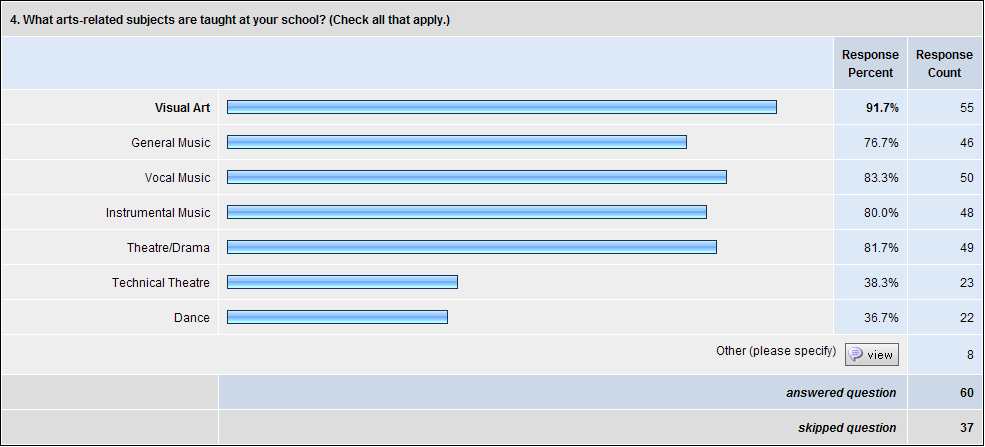 4. What arts-related subjects are taught at your school? (Check all that apply.)
Response Percent Response Count
Visual Art 91.7% 55
General Music 76.7% 46
Vocal Music 83.3% 50
Instrumental Music 80.0% 48
Theatre/Drama 81.7% 49
Technical Theatre 38.3% 23
Dance 36.7% 22
Other (please specify) view 8
answered question 60
skipped question 37